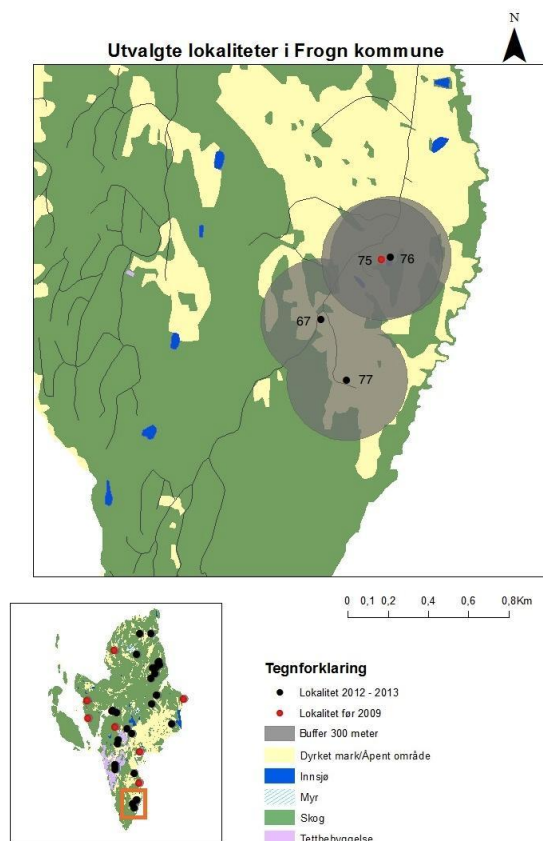 N
Utvalgte lokaliteter i Frogn kommune
75 76
67
77
0 0,1 0,2 0,4 0,6 0,8Km
Tegnforklaring
Lokalitet 2012 - 2013
Lokalitet før 2009
Buffer 300 meter
Dyrket mark/Åpent område
Innsjø
Myr
Skog
Tettbebyggelse